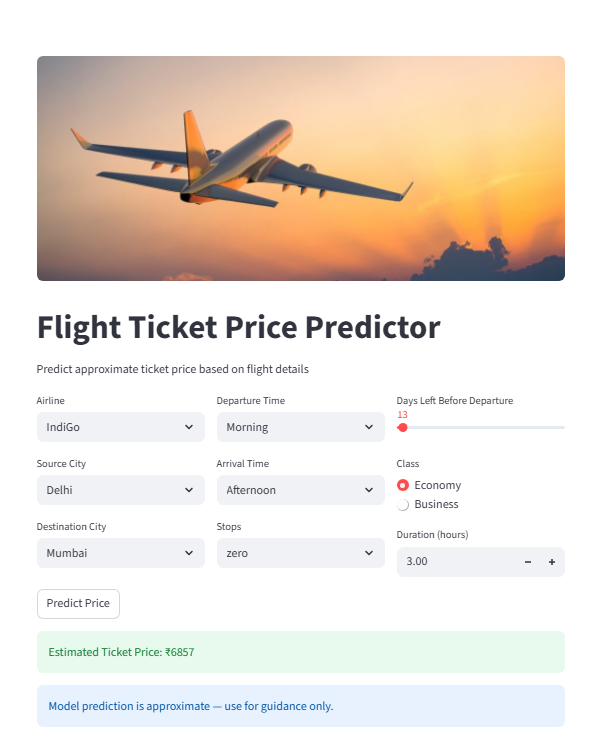 Flight Ticket Price Predictor
Predict approximate ticket price based on flight details
Airline
IndiGo
Source City
Delhi
Destination City
Mumbai
Departure Time
Morning
Arrival Time
Afternoon
Stops
zero
Days Left Before Departure
13
Class
Economy
Business
Duration (hours)
3.00
Predict Price
Estimated Ticket Price: ₹6857
Model prediction is approximate — use for guidance only.